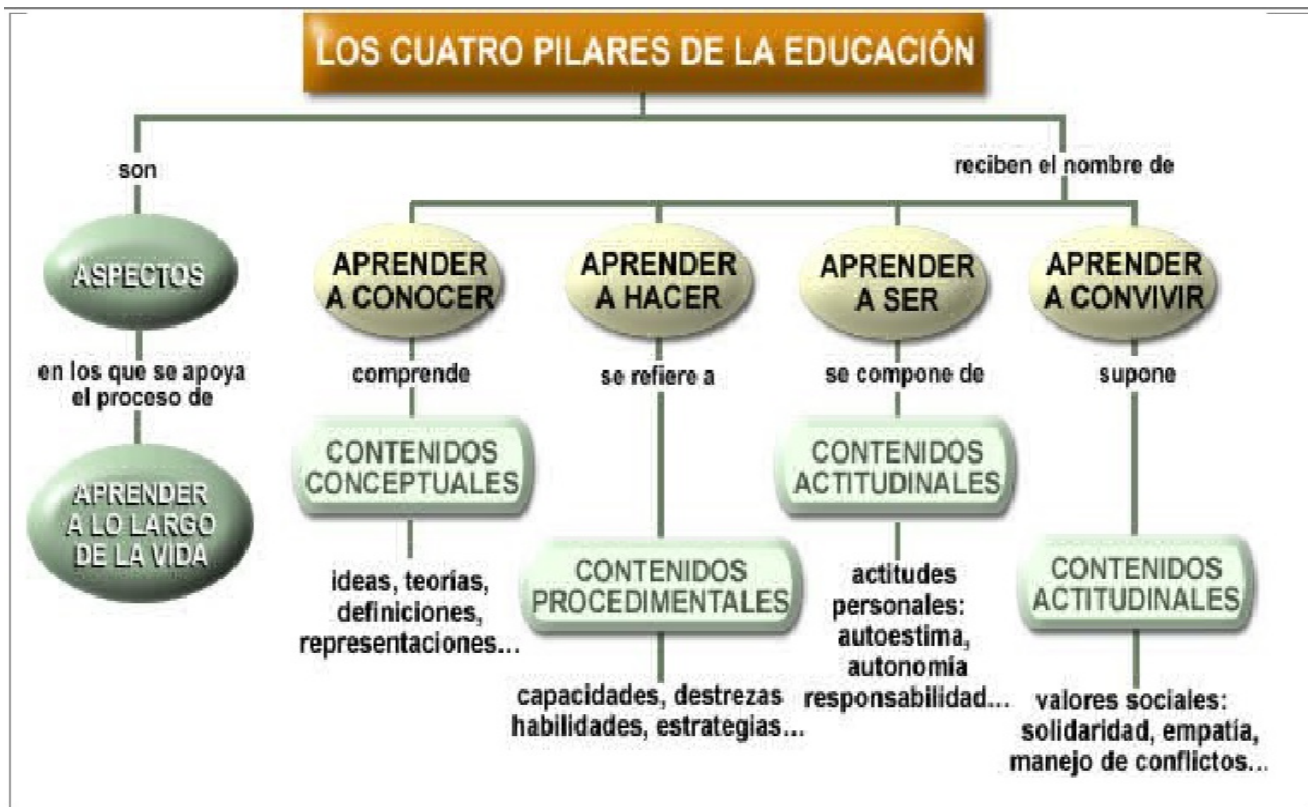 LOS CUATRO PILARES DE LA EDUCACIÓN
son
reciben el nombre de
ASPECTOS
en los que se apoya
el proceso de
APRENDER
A LO LARGO
DE LA VIDA
APRENDER
A CONOCER
comprende
CONTENIDOS
CONCEPTUALES
ideas, teorías,
definiciones,
representaciones...
APRENDER
A HACER
se refiere a
CONTENIDOS
PROCEDIMENTALES
capacidades, destrezas
habilidades, estrategias...
APRENDER
A SER
se compone de
CONTENIDOS
ACTITUDINALES
actitudes
personales:
autoestima,
autonomía
responsabilidad...
APRENDER
A CONVIVIR
supone
CONTENIDOS
ACTITUDINALES
valores sociales:
solidaridad, empatía,
manejo de conflictos...